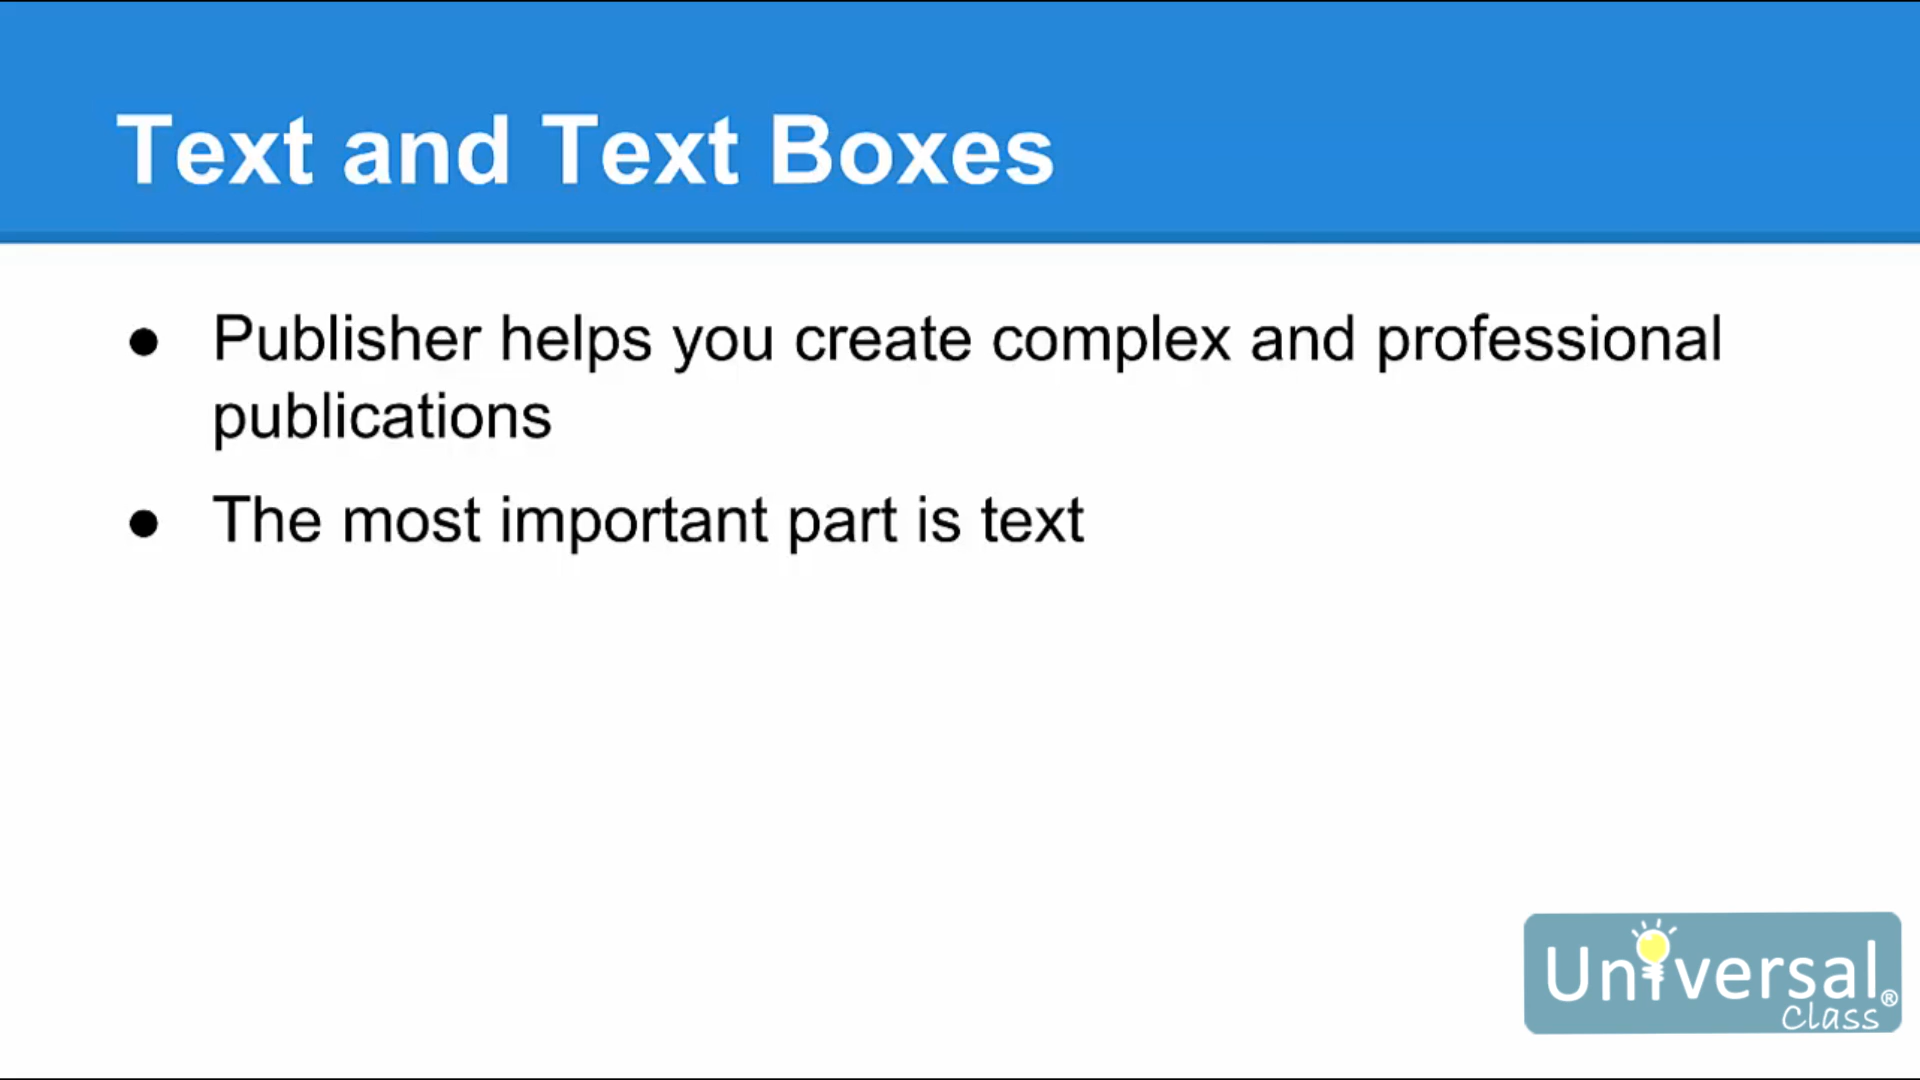 Text and Text Boxes
● Publisher helps you create complex and professional
publications
● The most important part is text
Universal®
Class